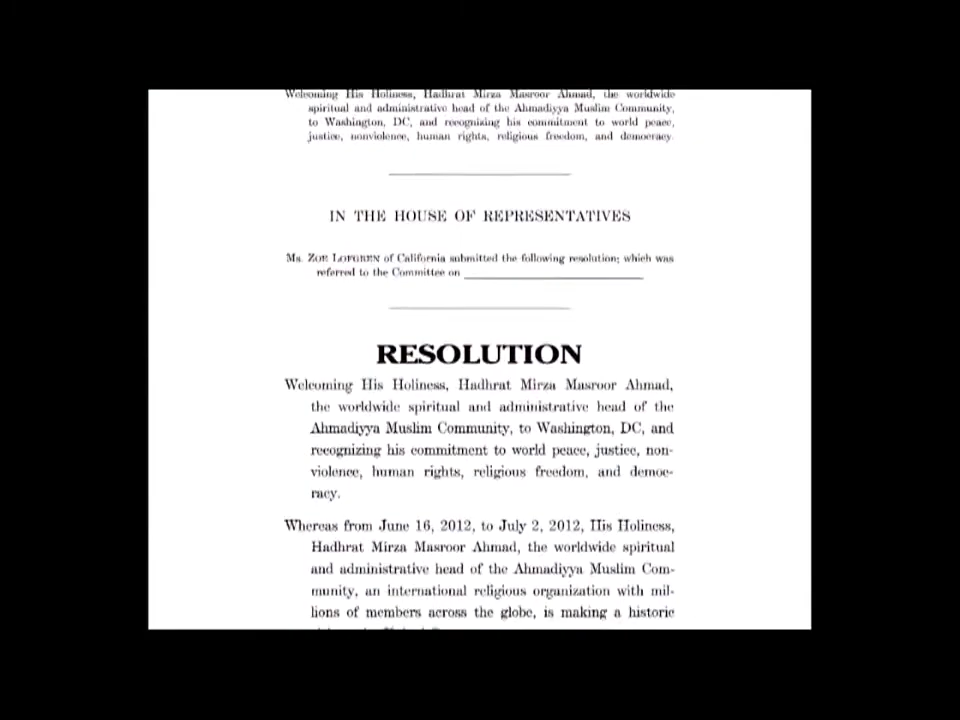 Welcoming His Holiness, Hadhrat Mirza Masroor Ahmad, the worldwide
spiritual and administrative head of the Ahmadiyya Muslim Community,
to Washington, DC, and recognizing his commitment to world peace,
justice, nonviolence, human rights, religious freedom, and democracy.
IN THE HOUSE OF REPRESENTATIVES
Ms. ZOE LOFGREN of California submitted the following resolution; which was
referred to the Committee on
RESOLUTION
Welcoming His Holiness, Hadhrat Mirza Masroor Ahmad,
the worldwide spiritual and administrative head of the
Ahmadiyya Muslim Community, to Washington, DC, and
recognizing his commitment to world peace, justice, non-
violence, human rights, religious freedom, and democ-
racy.
Whereas from June 16, 2012, to July 2, 2012, His Holiness,
Hadhrat Mirza Masroor Ahmad, the worldwide spiritual
and administrative head of the Ahmadiyya Muslim Com-
munity, an international religious organization with mil-
lions of members across the globe, is making a historic